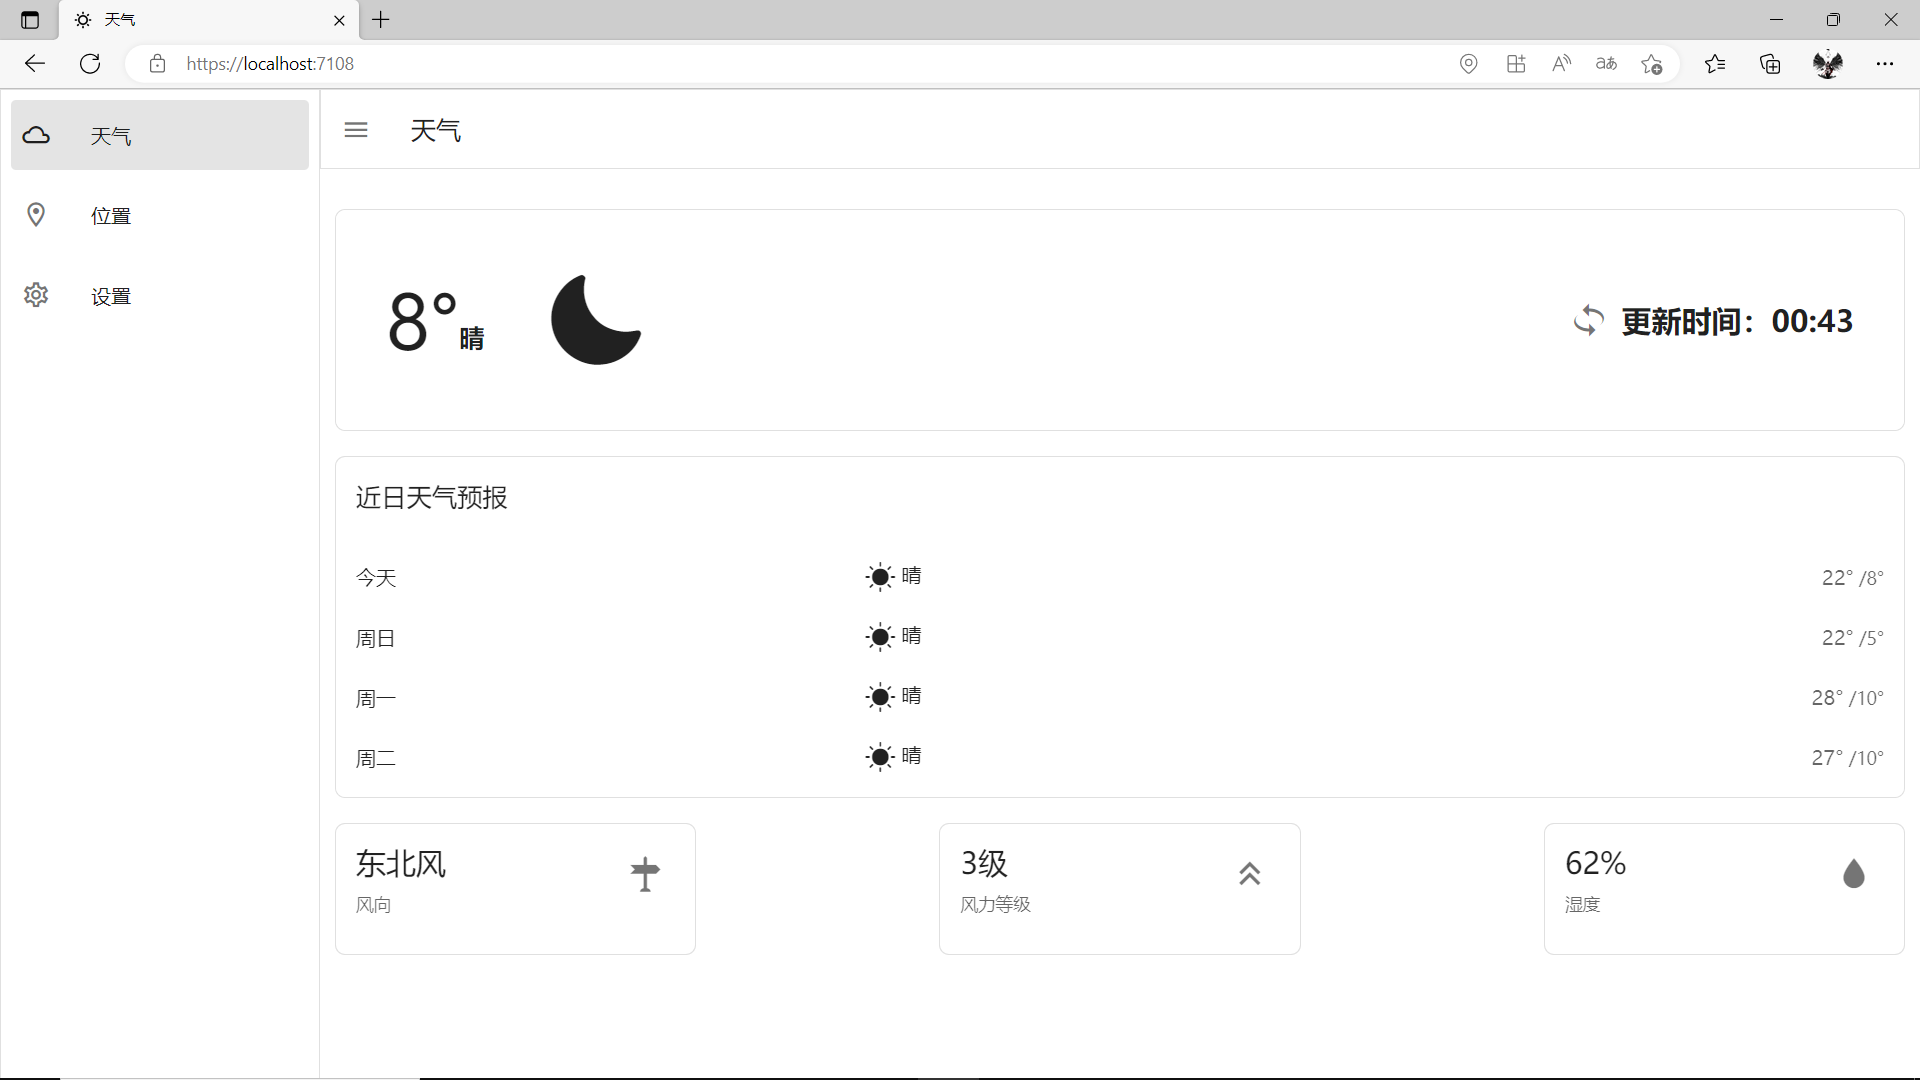 天气
https://localhost:7108
天气
位置
设置
天气
8° 晴
更新时间：00:43
近日天气预报
今天 晴 22° /8°
周日 晴 22° /5°
周一 晴 28° /10°
周二 晴 27° /10°
东北风
风向
3级
风力等级
62%
湿度